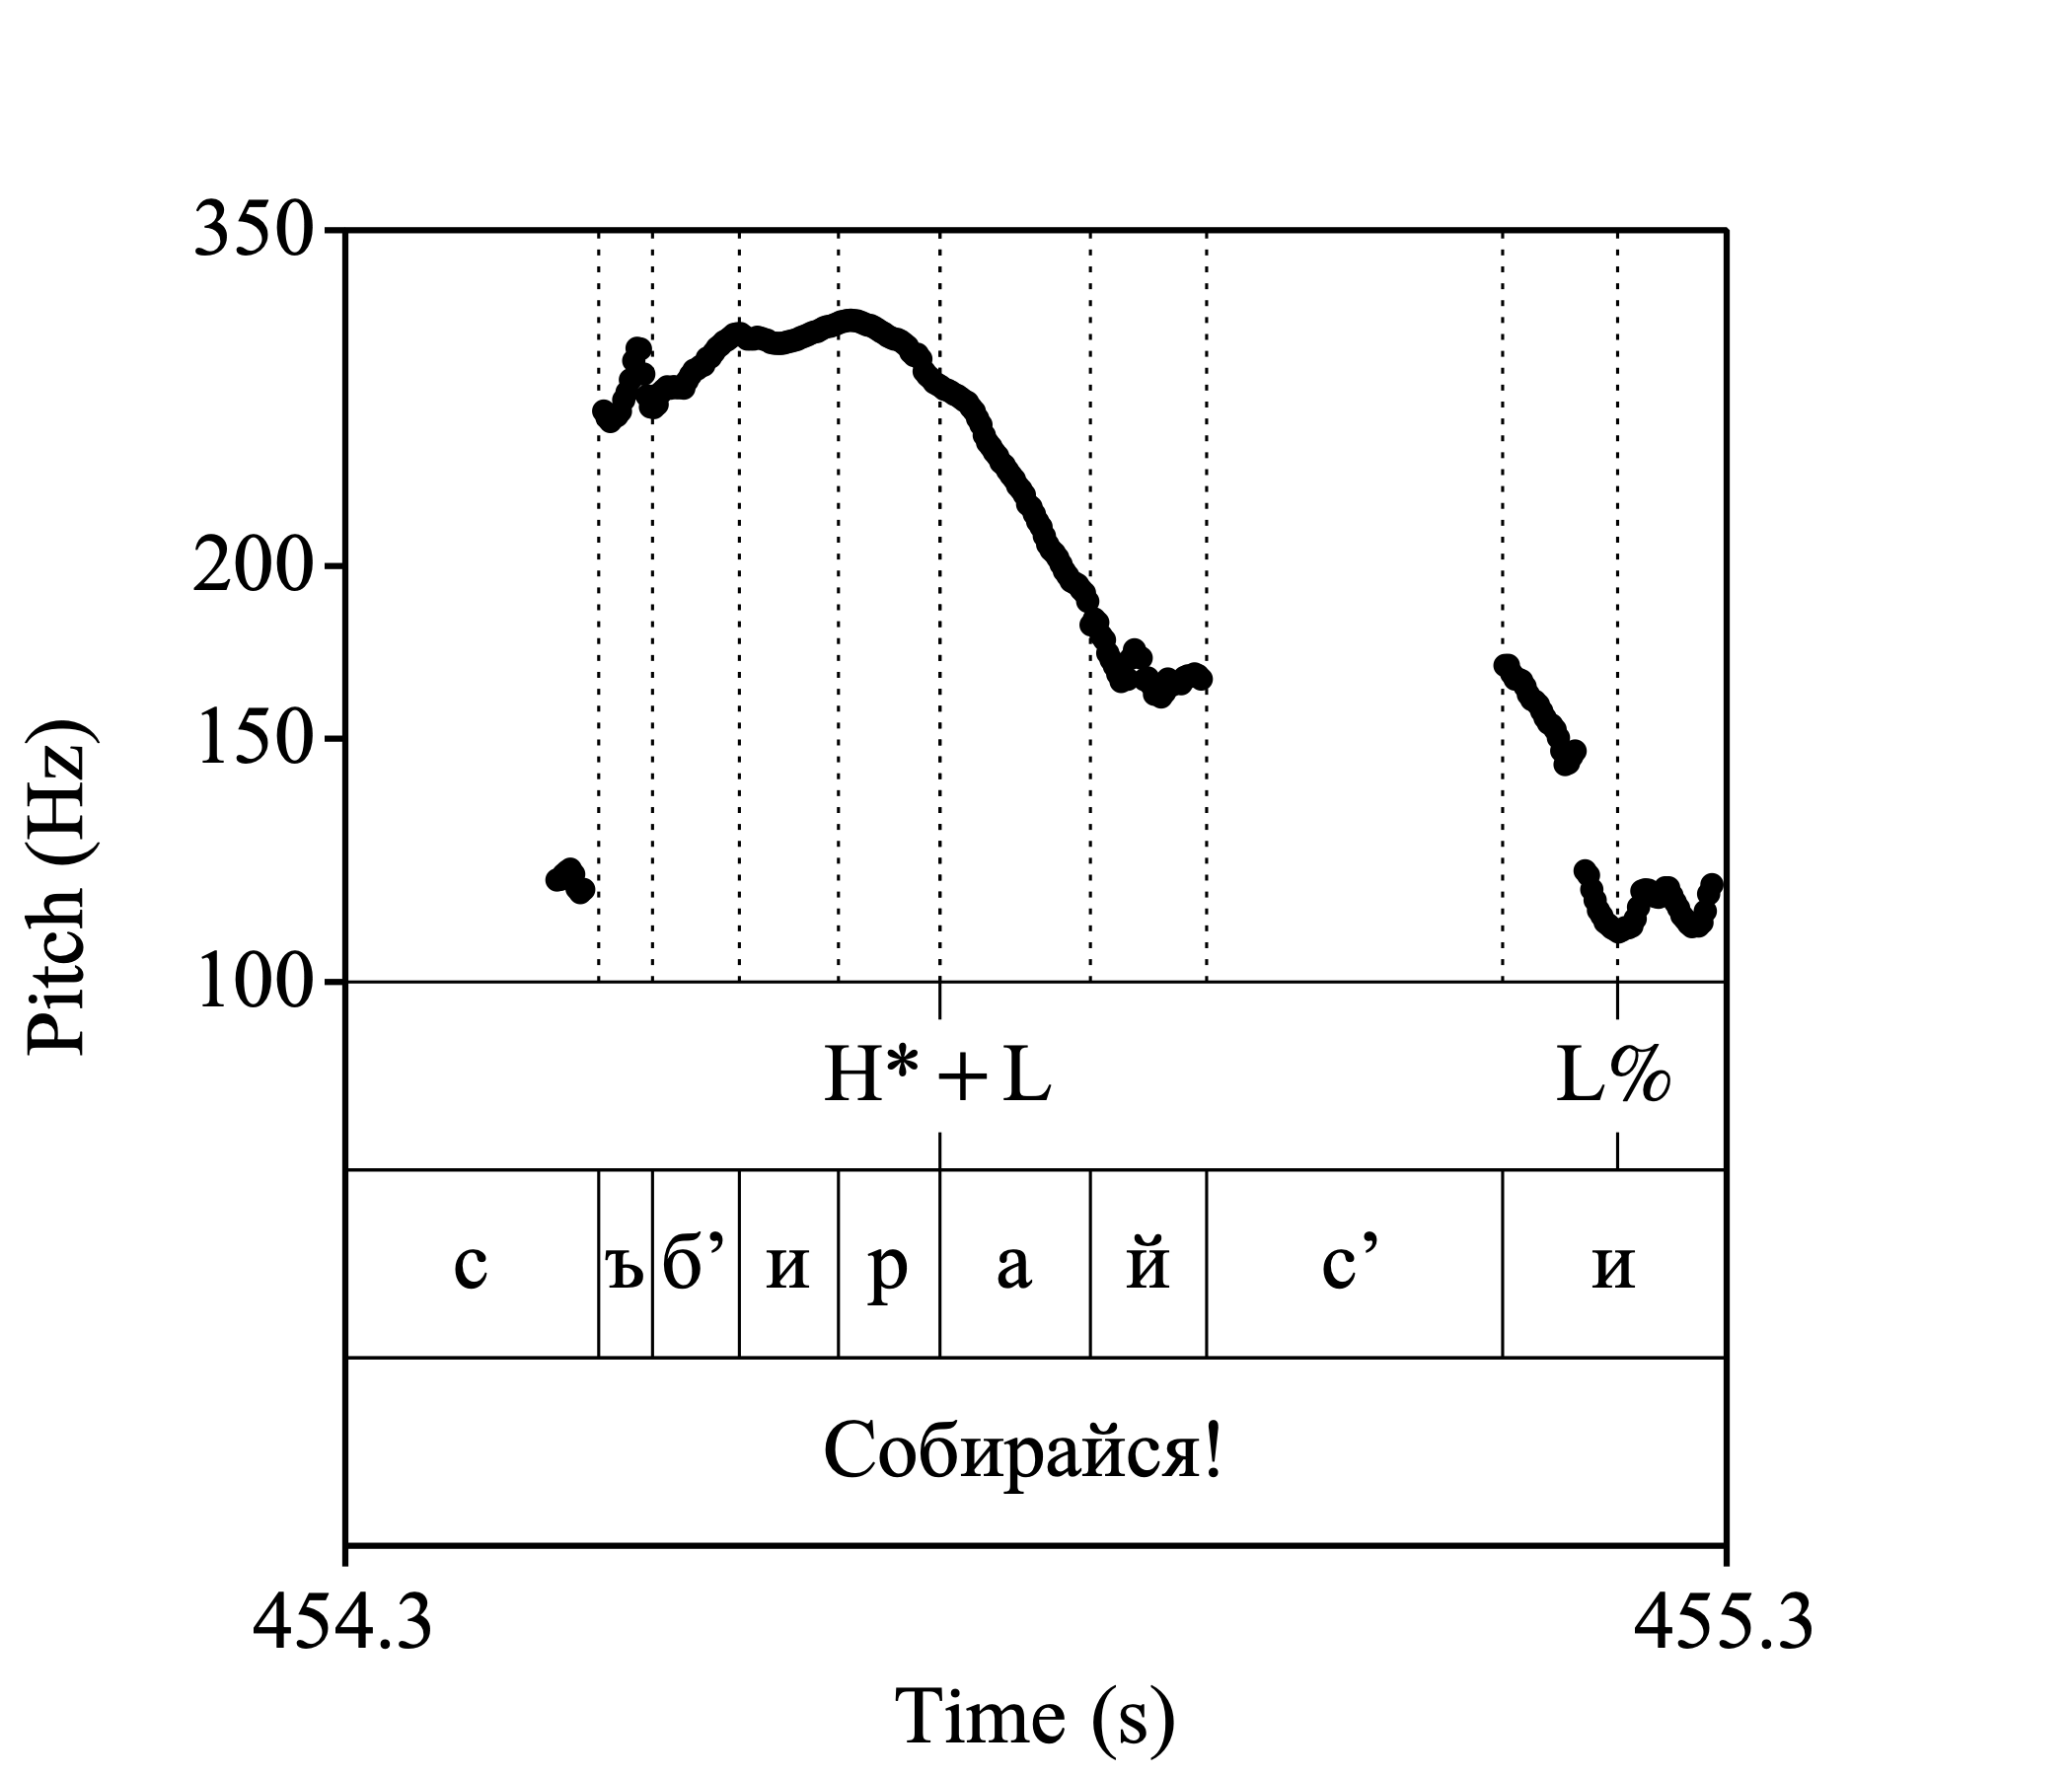 350
200
150
100
Pitch (Hz)
H*+L L%
с ъ б’ и р а й с’ и
Собирайся!
454.3 455.3
Time (s)